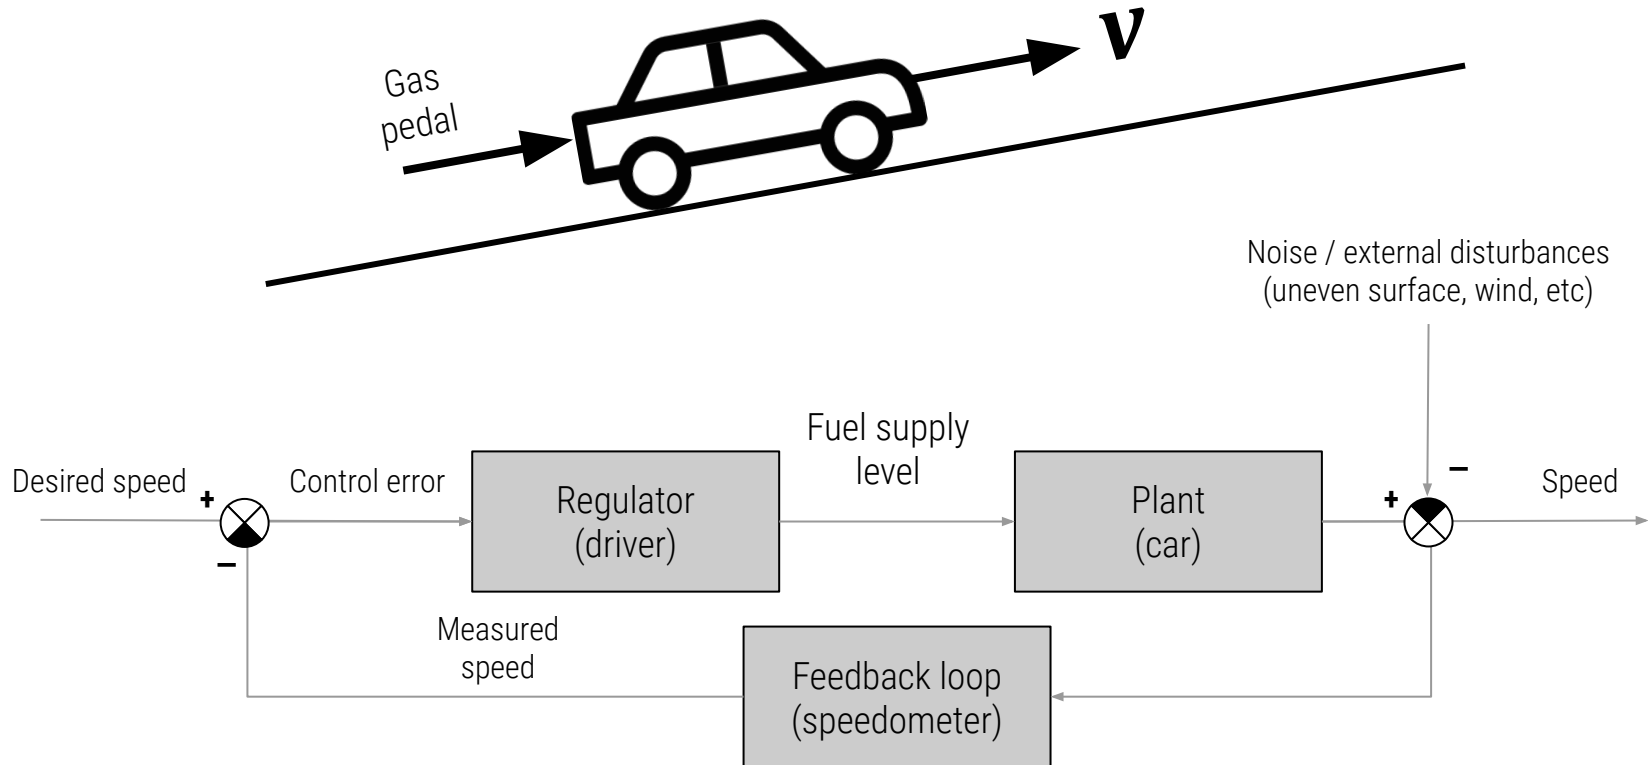 Gas
pedal
v
Noise / external disturbances
(uneven surface, wind, etc)
Desired speed
+
−
Control error
Regulator
(driver)
Fuel supply
level
Plant
(car)
+
−
Speed
Measured
speed
Feedback loop
(speedometer)